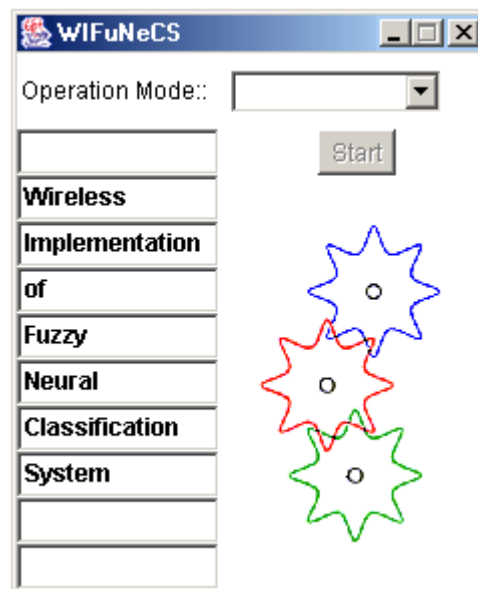 WIFuNeCS
Operation Mode::
Start
Wireless
Implementation
of
Fuzzy
Neural
Classification
System